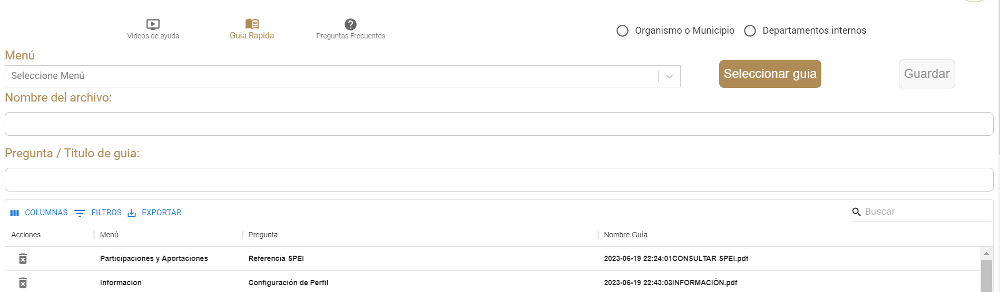 Videos de ayuda
Guia Rapida
Preguntas Frecuentes
Organismo o Municipio
Departamentos internos
Menú
Seleccione Menú
Seleccionar guia
Guardar
Nombre del archivo:
Pregunta / Titulo de guia:
COLUMNAS FILTROS EXPORTAR
Buscar
Acciones Menú Pregunta Nombre Guía
Participaciones y Aportaciones Referencia SPEI 2023-06-19 22:24:01CONSULTAR SPEI.pdf
Informacion Configuración de Perfil 2023-06-19 22:43:03INFORMACIÓN.pdf